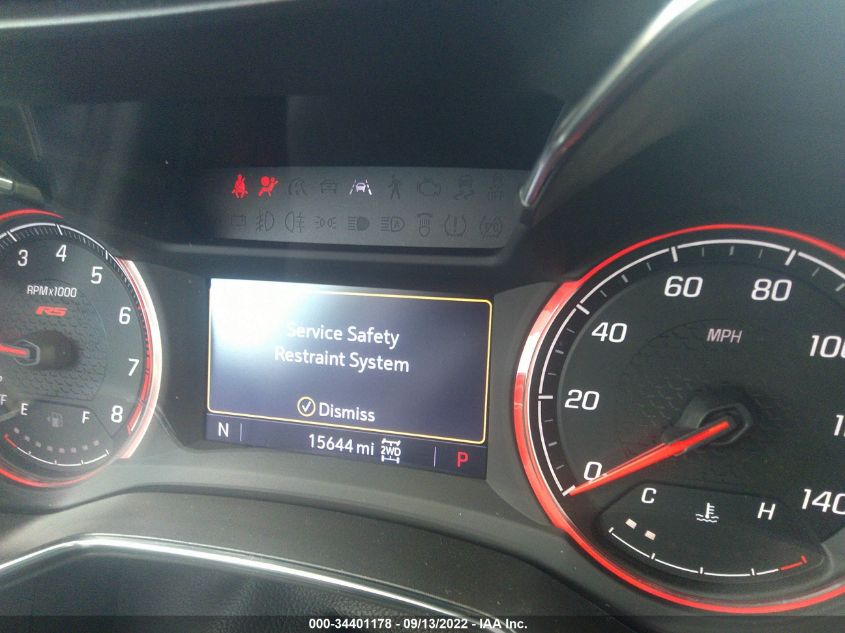 3 4 5 6 7 8
RPMx1000
RS
E F
Service Safety
Restraint System
Dismiss
N 15644 mi 2WD P
0 20 40 60 80 100 140
MPH
C H
000-34401178 - 09/13/2022 - IAA Inc.